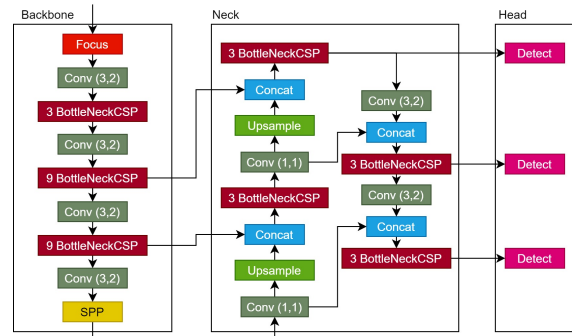 Backbone
Focus
Conv (3,2)
3 BottleNeckCSP
Conv (3,2)
9 BottleNeckCSP
Conv (3,2)
9 BottleNeckCSP
Conv (3,2)
SPP
Neck
3 BottleNeckCSP
Concat
Upsample
Conv (1,1)
3 BottleNeckCSP
Concat
Upsample
Conv (1,1)
Conv (3,2)
Concat
3 BottleNeckCSP
Conv (3,2)
Concat
3 BottleNeckCSP
Head
Detect
Detect
Detect